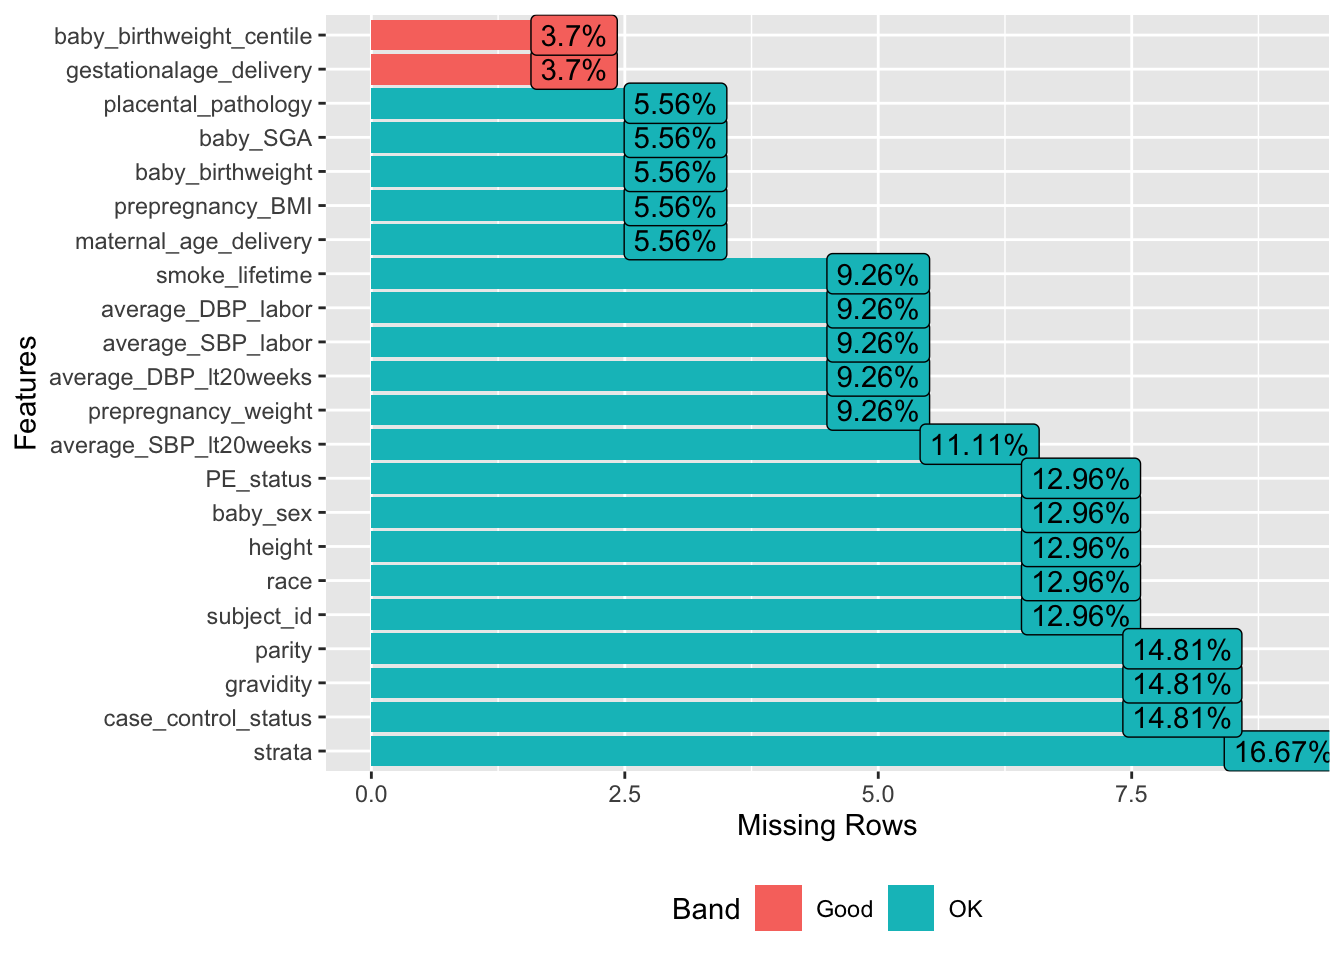 baby_birthweight_centile 3.7%
gestationalage_delivery 3.7%
placental_pathology 5.56%
baby_SGA 5.56%
baby_birthweight 5.56%
prepregnancy_BMI 5.56%
maternal_age_delivery 5.56%
smoke_lifetime 9.26%
average_DBP_labor 9.26%
average_SBP_labor 9.26%
average_DBP_lt20weeks 9.26%
prepregnancy_weight 9.26%
average_SBP_lt20weeks 11.11%
PE_status 12.96%
baby_sex 12.96%
height 12.96%
race 12.96%
subject_id 12.96%
parity 14.81%
gravidity 14.81%
case_control_status 14.81%
strata 16.67%
Features
0.0 2.5 5.0 7.5
Missing Rows
Band Good OK